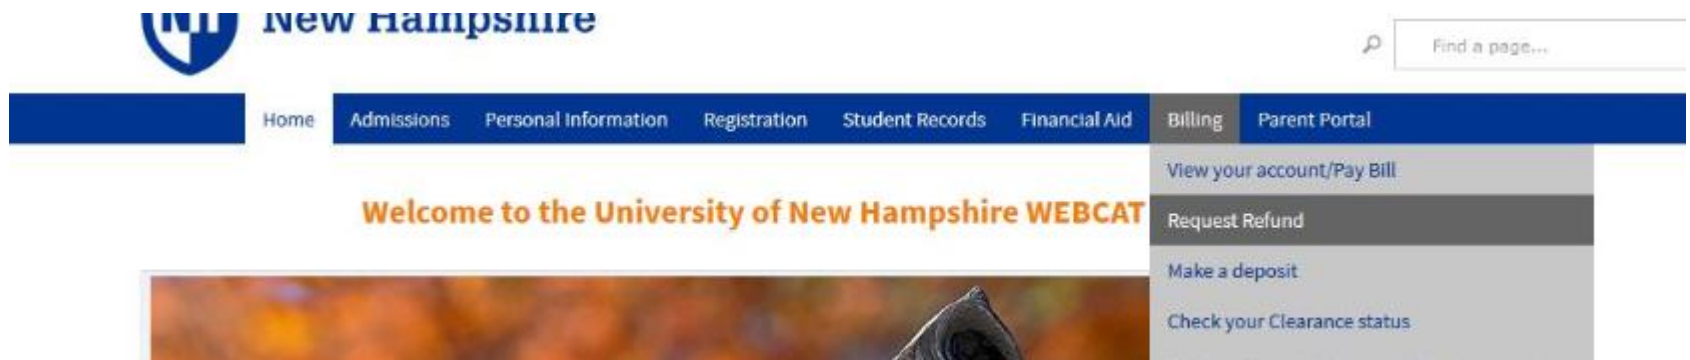 New Hampshire
Find a page...
Home Admissions Personal Information Registration Student Records Financial Aid Billing Parent Portal
View your account/Pay Bill
Welcome to the University of New Hampshire WEBCAT
Request Refund
Make a deposit
Check your Clearance status